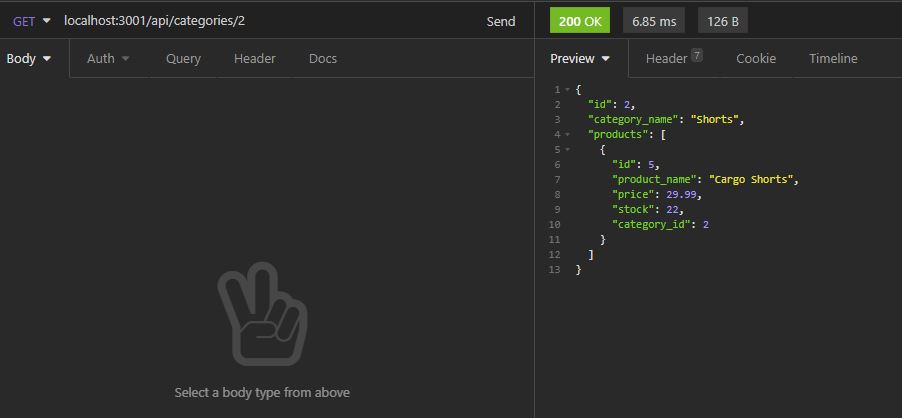 GET localhost:3001/api/categories/2 Send
200 OK 6.85 ms 126 B
Body Auth Query Header Docs
Preview Header 7 Cookie Timeline
1 {
2 "id": 2,
3 "category_name": "Shorts",
4 "products": [
5 {
6 "id": 5,
7 "product_name": "Cargo Shorts",
8 "price": 29.99,
9 "stock": 22,
10 "category_id": 2
11 }
12 ]
13 }
Select a body type from above